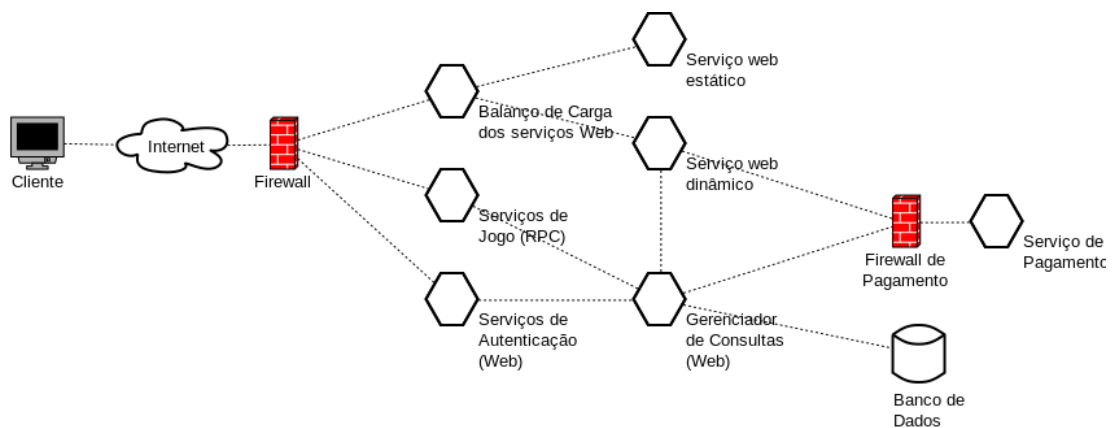 Serviço web
estático
Balanço de Carga
dos serviços Web
Internet
Cliente
Firewall
Serviço web
dinâmico
Serviços de
Jogo (RPC)
Serviço de
Pagamento
Firewall de
Pagamento
Serviços de
Autenticação
(Web)
Gerenciador
de Consultas
(Web)
Banco de
Dados